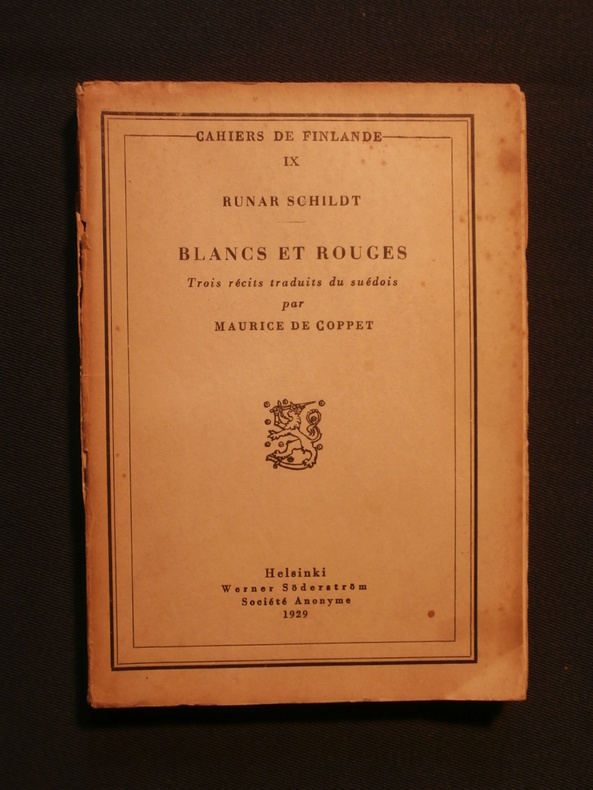 CAHIERS DE FINLANDE
IX
RUNAR SCHILDT
BLANCS ET ROUGES
Trois récits traduits du suédois
par
MAURICE DE COPPET
Helsinki
Werner Söderström
Société Anonyme
1929